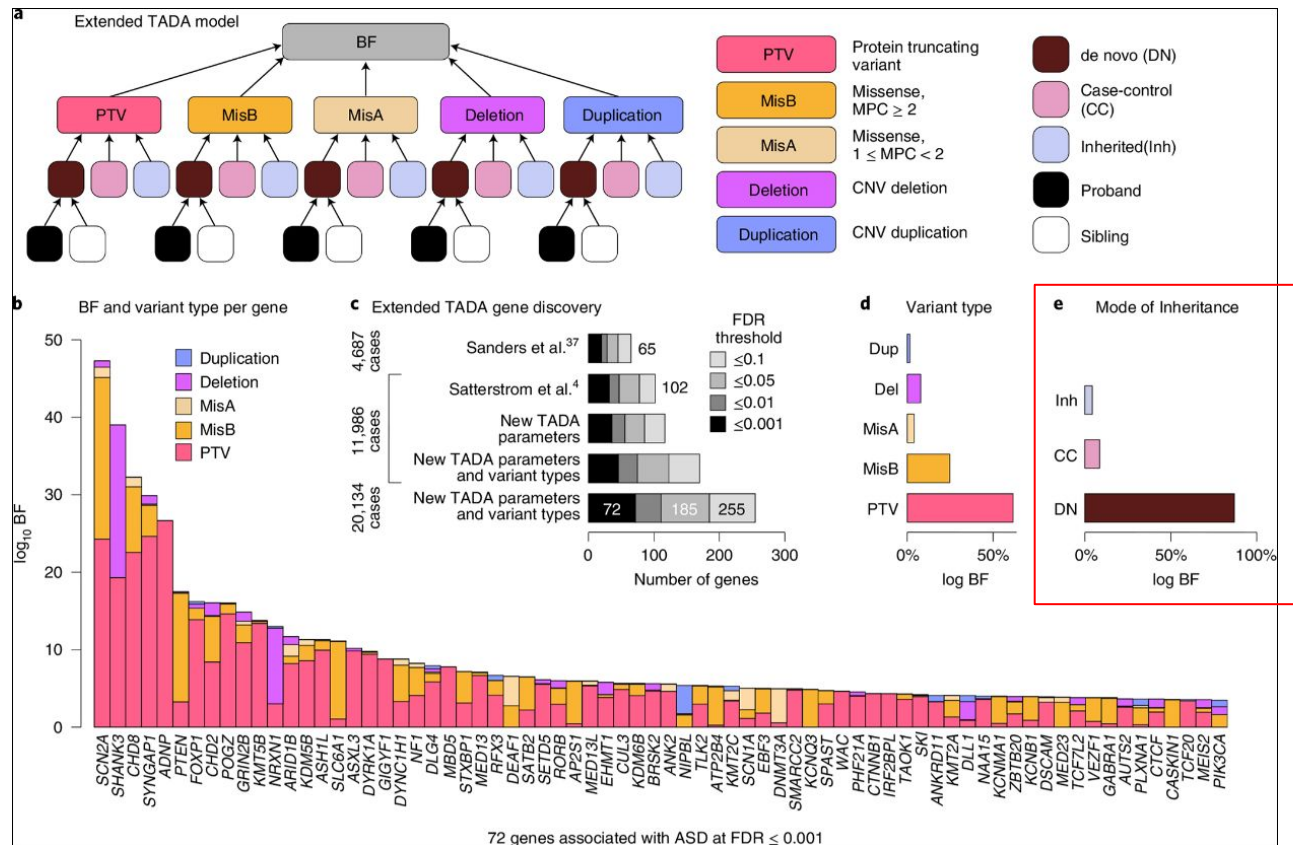 a
Extended TADA model
BF
PTV
MisB
MisA
Deletion
Duplication
PTV
Protein truncating
variant
MisB
Missense,
MPC ≥ 2
MisA
Missense,
1 ≤ MPC < 2
Deletion
CNV deletion
Duplication
CNV duplication
de novo (DN)
Case-control
(CC)
Inherited(Inh)
Proband
Sibling
b
BF and variant type per gene
50
40
30
20
10
0
log10 BF
Duplication
Deletion
MisA
MisB
PTV
c
Extended TADA gene discovery
4,687
cases
11,986
cases
20,134
cases
Sanders et al.37
65
Satterstrom et al.4
102
New TADA
parameters
New TADA parameters
and variant types
New TADA parameters
and variant types
72
185
255
FDR
threshold
≤0.1
≤0.05
≤0.01
≤0.001
0
100
200
300
Number of genes
d
Variant type
Dup
Del
MisA
MisB
PTV
0%
50%
log BF
e
Mode of Inheritance
Inh
CC
DN
0%
50%
100%
log BF
SCN2A
SHANK3
CHD8
SYNGAP1
ADNP
PTEN
FOXP1
CHD2
POGZ
GRIN2B
KMT5B
NRXN1
ARID1B
KDM5B
ASH1L
SLC6A1
ASXL3
DYRK1A
GIGYF1
DYNC1H1
NF1
DLG4
MBD5
STXBP1
MED13
RFX3
DEAF1
SATB2
SETD5
RORB
AP2S1
MED13L
EHMT1
CUL3
KDM6B
BRSK2
ANK2
NIPBL
TLK2
ATP2B4
KMT2C
SCN1A
EBF3
DNMT3A
SMARCC2
KCNQ3
SPAST
WAC
PHF21A
CTNNB1
IRF2BPL
TAOK1
SKI
ANKRD11
KMT2A
DLL1
NAA15
KCNMA1
ZBTB20
KCNB1
DSCAM
MED23
TCF7L2
VEZF1
GABRA1
AUTS2
PLXNA1
CTCF
CASKIN1
TCF20
MEIS2
PIK3CA
72 genes associated with ASD at FDR ≤ 0.001